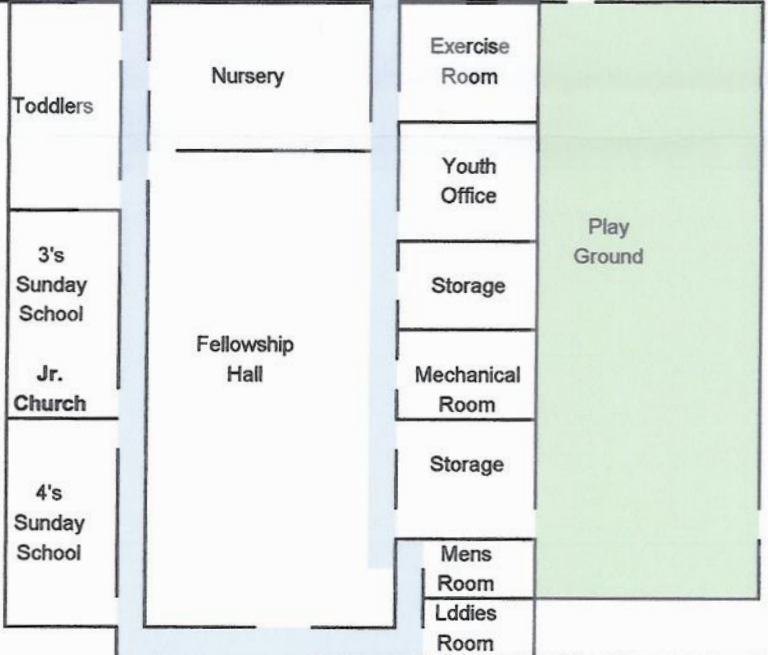 Toddlers
3's
Sunday
School
Jr.
Church
4's
Sunday
School
Nursery
Fellowship
Hall
Exercise
Room
Youth
Office
Storage
Mechanical
Room
Storage
Mens
Room
Lddies
Room
Play
Ground